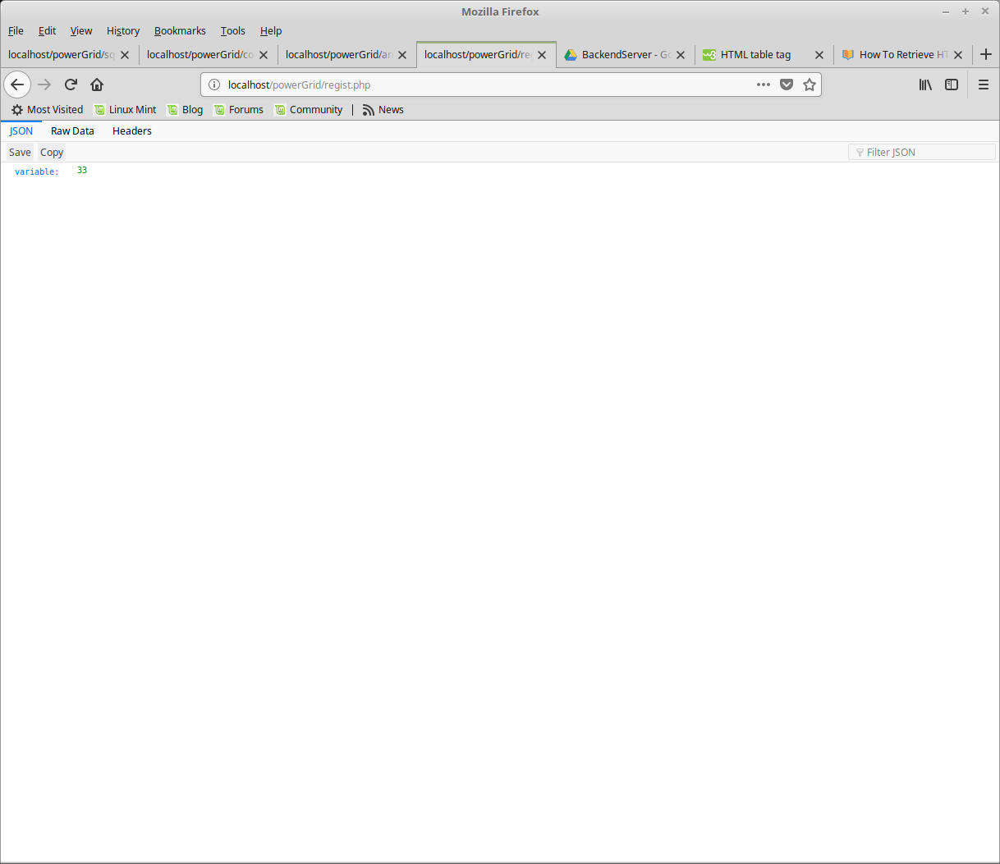 Mozilla Firefox
File Edit View History Bookmarks Tools Help
localhost/powerGrid/sq localhost/powerGrid/co localhost/powerGrid/an localhost/powerGrid/re BackendServer - Go HTML table tag How To Retrieve HT
localhost/powerGrid/regist.php
Most Visited Linux Mint Blog Forums Community News
JSON Raw Data Headers
Save Copy Filter JSON
variable: 33